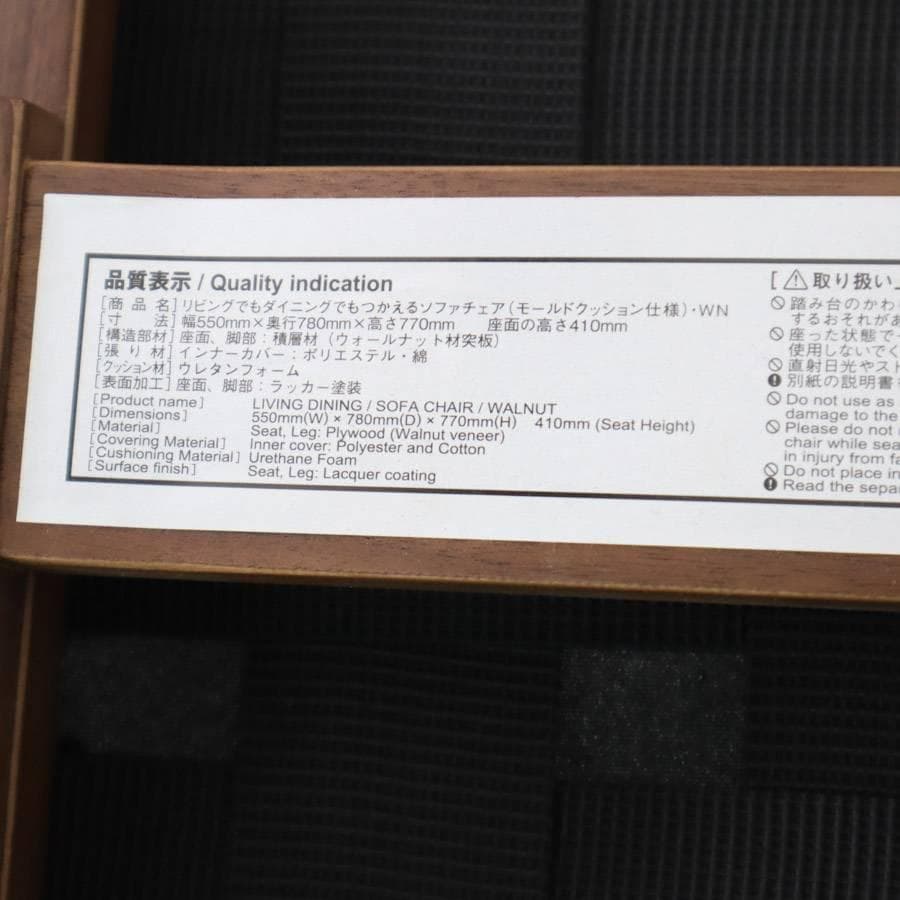 品質表示 / Quality indication
[商 品 名] リビングでもダイニングでもつかえるソファチェア(モールドクッション仕様)・WN
[寸 法] 幅550mm×奥行780mm×高さ770mm 座面の高さ410mm
[構造部材] 座面、脚部:積層材(ウォールナット材突板)
[張 り 材] インナーカバー:ポリエステル・綿
[クッション材] ウレタンフォーム
[表面加工] 座面、脚部:ラッカー塗装
[Product name] LIVING DINING / SOFA CHAIR / WALNUT
[Dimensions] 550mm(W) × 780mm(D) × 770mm(H) 410mm (Seat Height)
[Material] Seat, Leg: Plywood (Walnut veneer)
[Covering Material] Inner cover: Polyester and Cotton
[Cushioning Material] Urethane Foam
[Surface finish] Seat, Leg: Lacquer coating
[⚠取り扱い
踏み台のかわ
するおそれがあ
座った状態で
使用しないでく
直射日光やスト
別紙の説明書
Do not use as
damage to the
Please do not
chair while sea
in injury from fa
Do not place in
Read the separ